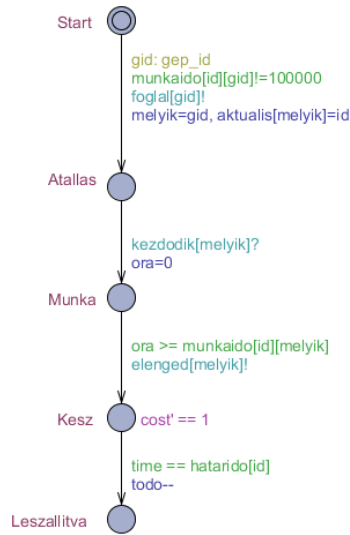 Start
gid: gep_id
munkaido[id][gid]!=100000
foglal[gid]!
melyik=gid, aktualis[melyik]=id
Atallas
kezdodik[melyik]?
ora=0
Munka
ora >= munkaido[id][melyik]
elenged[melyik]!
Kesz
cost' == 1
time == hatarido[id]
todo--
Leszallitva